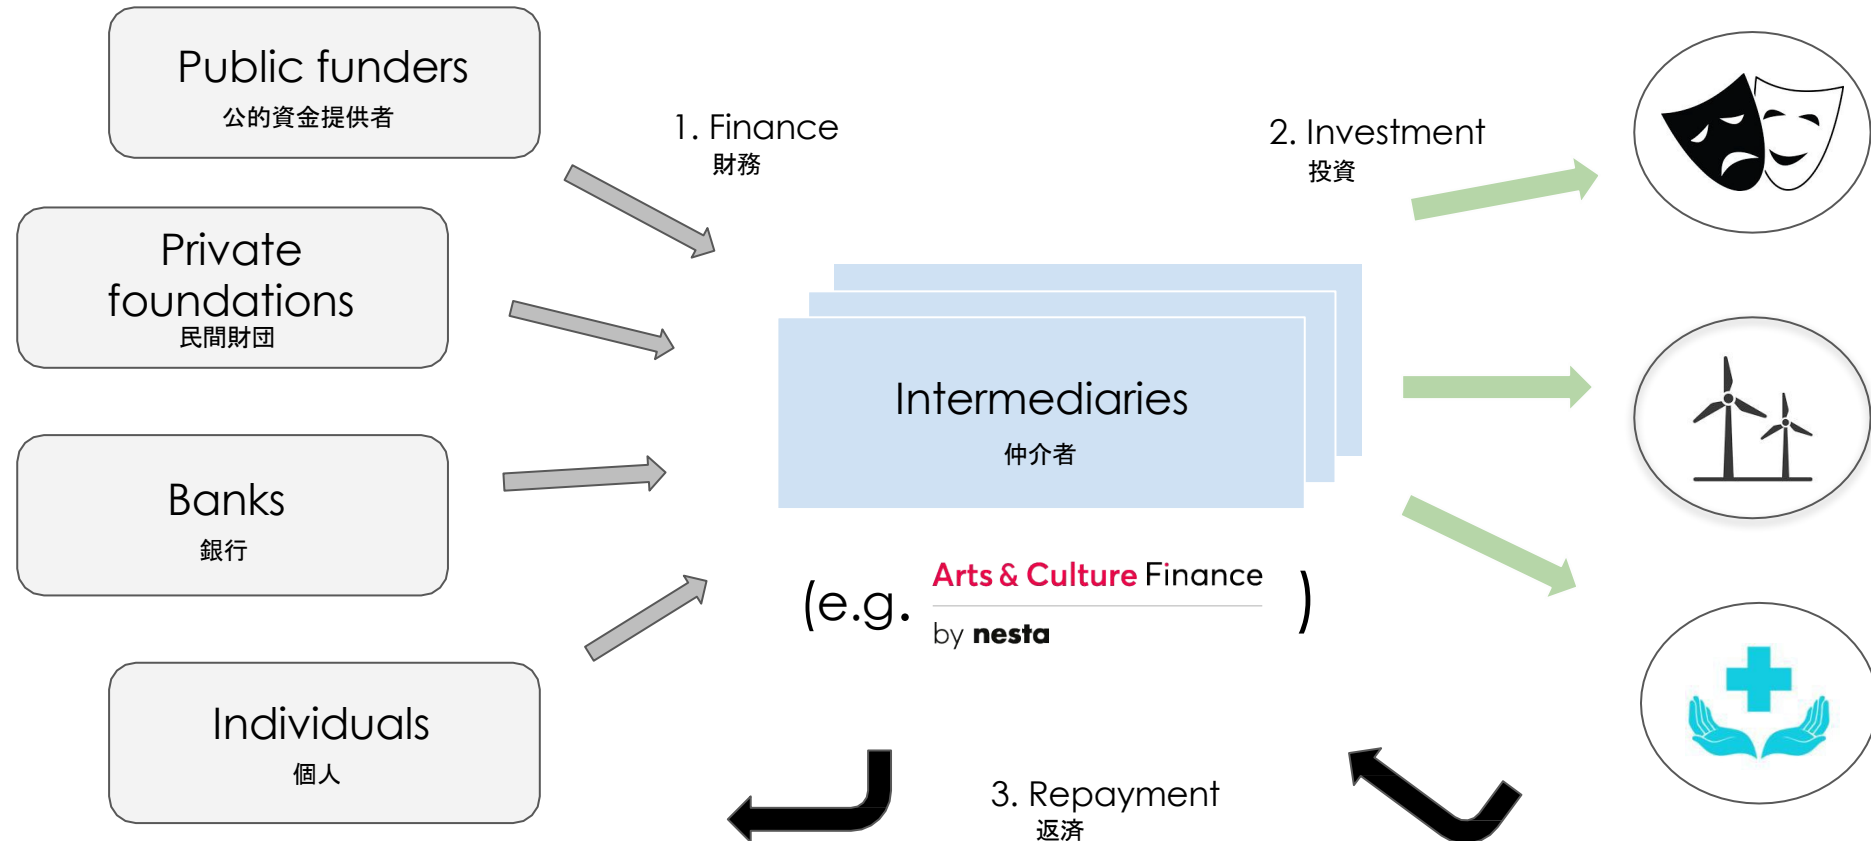 Public funders
公的資金提供者
Private
foundations
民間財団
Banks
銀行
Individuals
個人
1. Finance
財務
Intermediaries
仲介者
(e.g. Arts & Culture Finance )
by nesta
2. Investment
投資
3. Repayment
返済